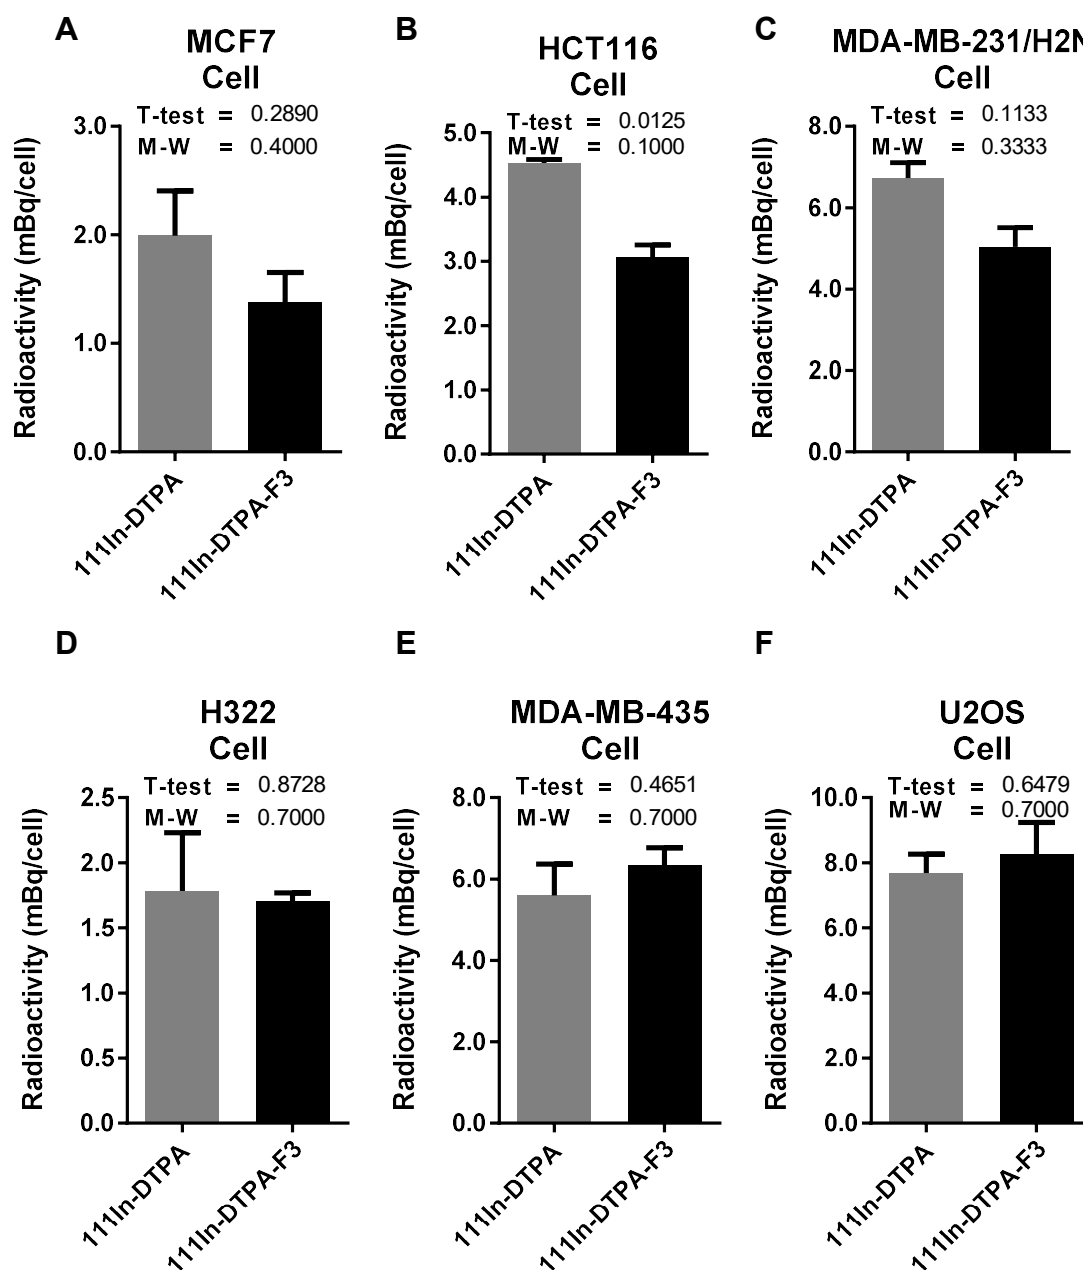 A
MCF7
Cell
T-test = 0.2890
M-W = 0.4000
Radioactivity (mBq/cell)
3.0
2.0
1.0
0.0
111In-DTPA
111In-DTPA-F3
B
HCT116
Cell
T-test = 0.0125
M-W = 0.1000
Radioactivity (mBq/cell)
5.0
4.0
3.0
2.0
1.0
0.0
111In-DTPA
111In-DTPA-F3
C
MDA-MB-231/H2N
Cell
T-test = 0.1133
M-W = 0.3333
Radioactivity (mBq/cell)
8.0
6.0
4.0
2.0
0.0
111In-DTPA
111In-DTPA-F3
D
H322
Cell
T-test = 0.8728
M-W = 0.7000
Radioactivity (mBq/cell)
2.5
2.0
1.5
1.0
0.5
0.0
111In-DTPA
111In-DTPA-F3
E
MDA-MB-435
Cell
T-test = 0.4651
M-W = 0.7000
Radioactivity (mBq/cell)
8.0
6.0
4.0
2.0
0.0
111In-DTPA
111In-DTPA-F3
F
U2OS
Cell
T-test = 0.6479
M-W = 0.7000
Radioactivity (mBq/cell)
10.0
8.0
6.0
4.0
2.0
0.0
111In-DTPA
111In-DTPA-F3